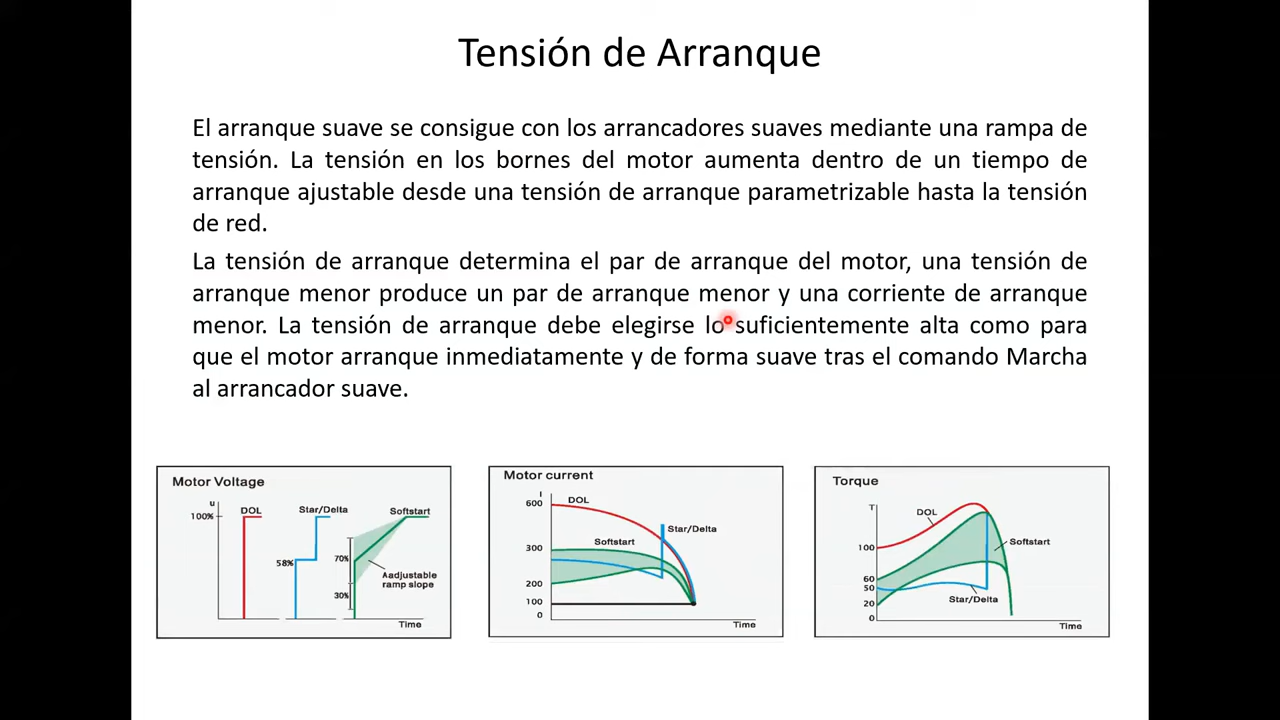 Tensión de Arranque
El arranque suave se consigue con los arrancadores suaves mediante una rampa de
tensión. La tensión en los bornes del motor aumenta dentro de un tiempo de
arranque ajustable desde una tensión de arranque parametrizable hasta la tensión
de red.
La tensión de arranque determina el par de arranque del motor, una tensión de
arranque menor produce un par de arranque menor y una corriente de arranque
menor. La tensión de arranque debe elegirse lo suficientemente alta como para
que el motor arranque inmediatamente y de forma suave tras el comando Marcha
al arrancador suave.
Motor Voltage
u
100%
DOL
Star/Delta
Softstart
58%
70%
30%
Aadjustable
ramp slope
Time
Motor current
I
600
DOL
Star/Delta
Softstart
300
200
100
0
Time
Torque
T
DOL
100
Softstart
60
50
20
0
Star/Delta
Time